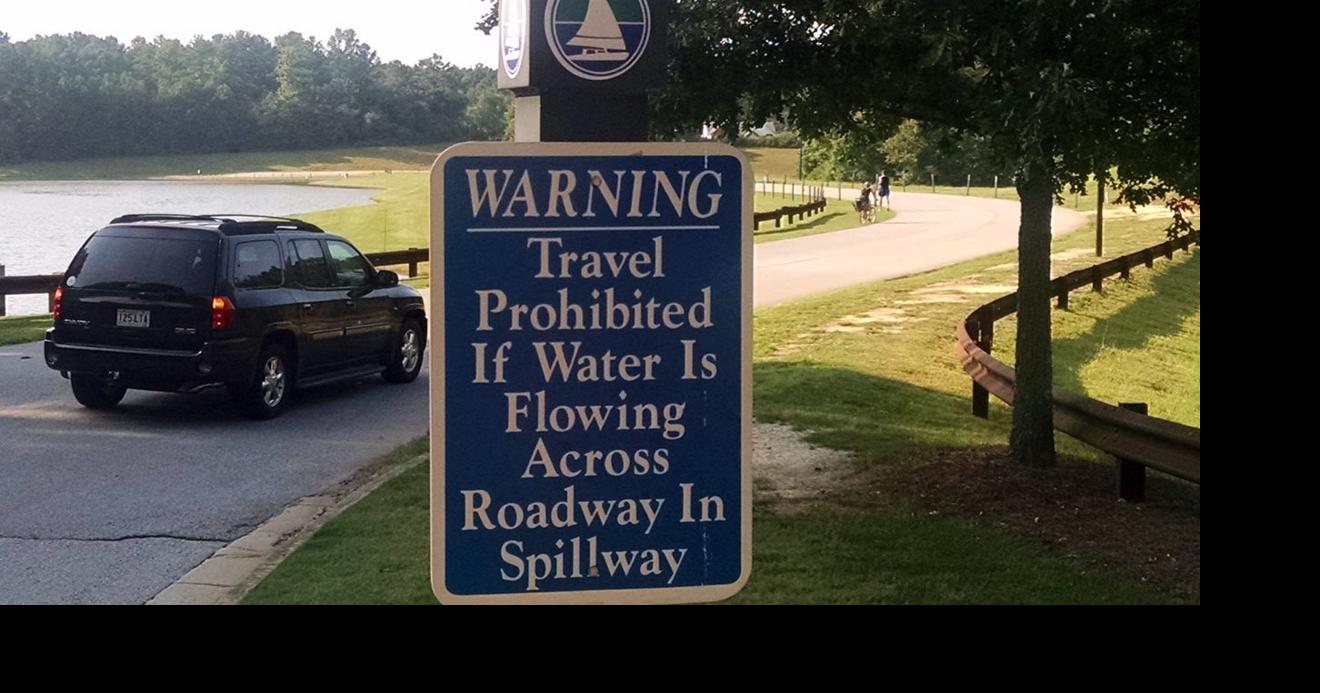 WARNING
Travel
Prohibited
If Water Is
Flowing
Across
Roadway In
Spillway